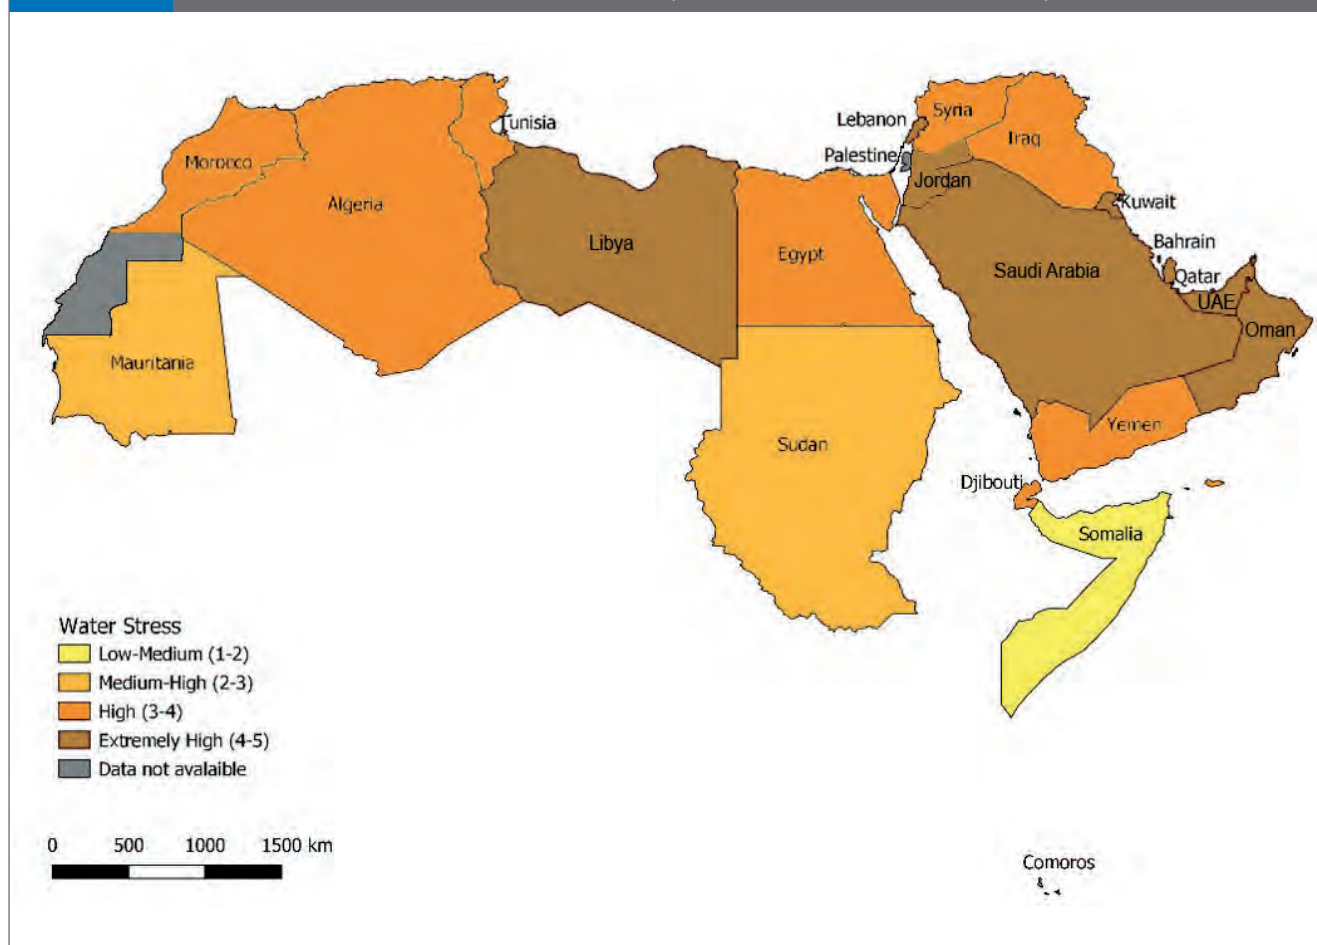 Syria
Lebanon
Iraq
Tunisia
Palestine
Morocco
Jordan
Algeria
Kuwait
Libya
Bahrain
Egypt
Saudi Arabia
Qatar
UAE
Oman
Mauritania
Yemen
Sudan
Djibouti
Somalia
Water Stress
Low-Medium (1-2)
Medium-High (2-3)
High (3-4)
Extremely High (4-5)
Data not avalaible
0 500 1000 1500 km
Comoros